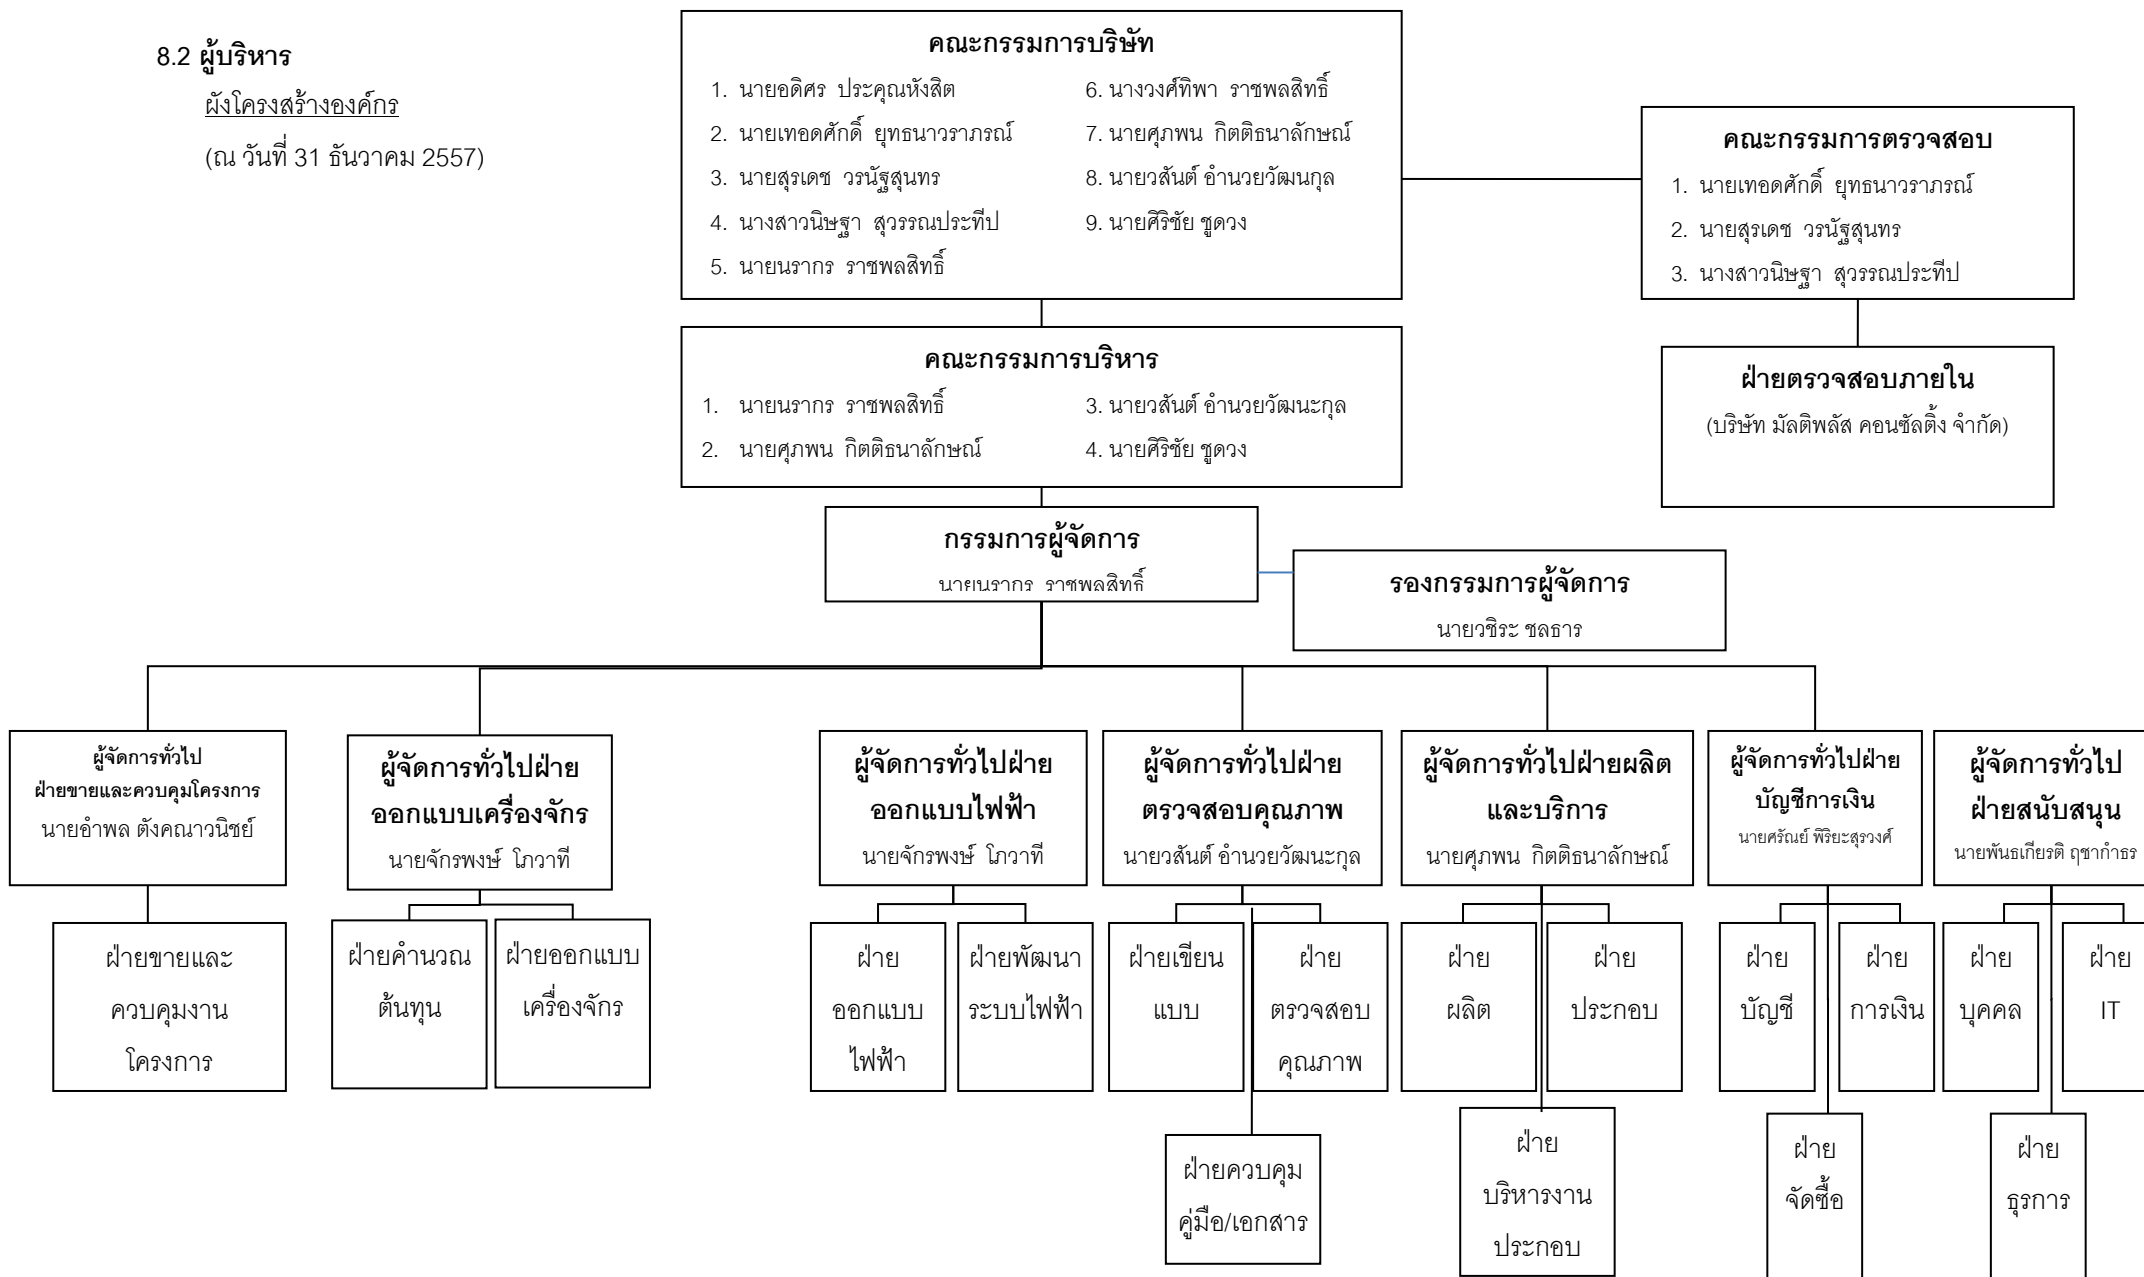 8.2 ผู้บริหาร
ผังโครงสร้างองค์กร
(ณ วันที่ 31 ธันวาคม 2557)
คณะกรรมการบริษัท
1. นายอดิศร ประคุณหังสิต
2. นายเทอดศักดิ์ ยุทธนาวราภรณ์
3. นายสุรเดช วรนัฐสุนทร
4. นางสาวนิษฐา สุวรรณประทีป
5. นายนรากร ราชพลสิทธิ์
6. นางวงศ์ทิพา ราชพลสิทธิ์
7. นายศุภพน กิตติธนาลักษณ์
8. นายวสันต์ อำนวยวัฒนกุล
9. นายศิริชัย ชูดวง
คณะกรรมการตรวจสอบ
1. นายเทอดศักดิ์ ยุทธนาวราภรณ์
2. นายสุรเดช วรนัฐสุนทร
3. นางสาวนิษฐา สุวรรณประทีป
ฝ่ายตรวจสอบภายใน
(บริษัท มัลติพลัส คอนซัลติ้ง จำกัด)
คณะกรรมการบริหาร
1. นายนรากร ราชพลสิทธิ์
2. นายศุภพน กิตติธนาลักษณ์
3. นายวสันต์ อำนวยวัฒนะกุล
4. นายศิริชัย ชูดวง
กรรมการผู้จัดการ
นายนรากร ราชพลสิทธิ์
รองกรรมการผู้จัดการ
นายวชิระ ชลธาร
ผู้จัดการทั่วไป
ฝ่ายขายและควบคุมโครงการ
นายอำพล ตังคณาวนิชย์
ผู้จัดการทั่วไปฝ่าย
ออกแบบเครื่องจักร
นายจักรพงษ์ โภวาที
ผู้จัดการทั่วไปฝ่าย
ออกแบบไฟฟ้า
นายจักรพงษ์ โภวาที
ผู้จัดการทั่วไปฝ่าย
ตรวจสอบคุณภาพ
นายวสันต์ อำนวยวัฒนะกุล
ผู้จัดการทั่วไปฝ่ายผลิต
และบริการ
นายศุภพน กิตติธนาลักษณ์
ผู้จัดการทั่วไปฝ่าย
บัญชีการเงิน
นายศรัณย์ พิริยะสุรวงศ์
ผู้จัดการทั่วไป
ฝ่ายสนับสนุน
นายพันธเกียรติ ฤชากำธร
ฝ่ายขายและ
ควบคุมงาน
โครงการ
ฝ่ายคำนวณ
ต้นทุน
ฝ่ายออกแบบ
เครื่องจักร
ฝ่าย
ออกแบบ
ไฟฟ้า
ฝ่ายพัฒนา
ระบบไฟฟ้า
ฝ่ายเขียน
แบบ
ฝ่าย
ตรวจสอบ
คุณภาพ
ฝ่าย
ผลิต
ฝ่าย
ประกอบ
ฝ่าย
บัญชี
ฝ่าย
การเงิน
ฝ่าย
บุคคล
ฝ่าย
IT
ฝ่ายควบคุม
คู่มือ/เอกสาร
ฝ่าย
บริหารงาน
ประกอบ
ฝ่าย
จัดซื้อ
ฝ่าย
ธุรการ